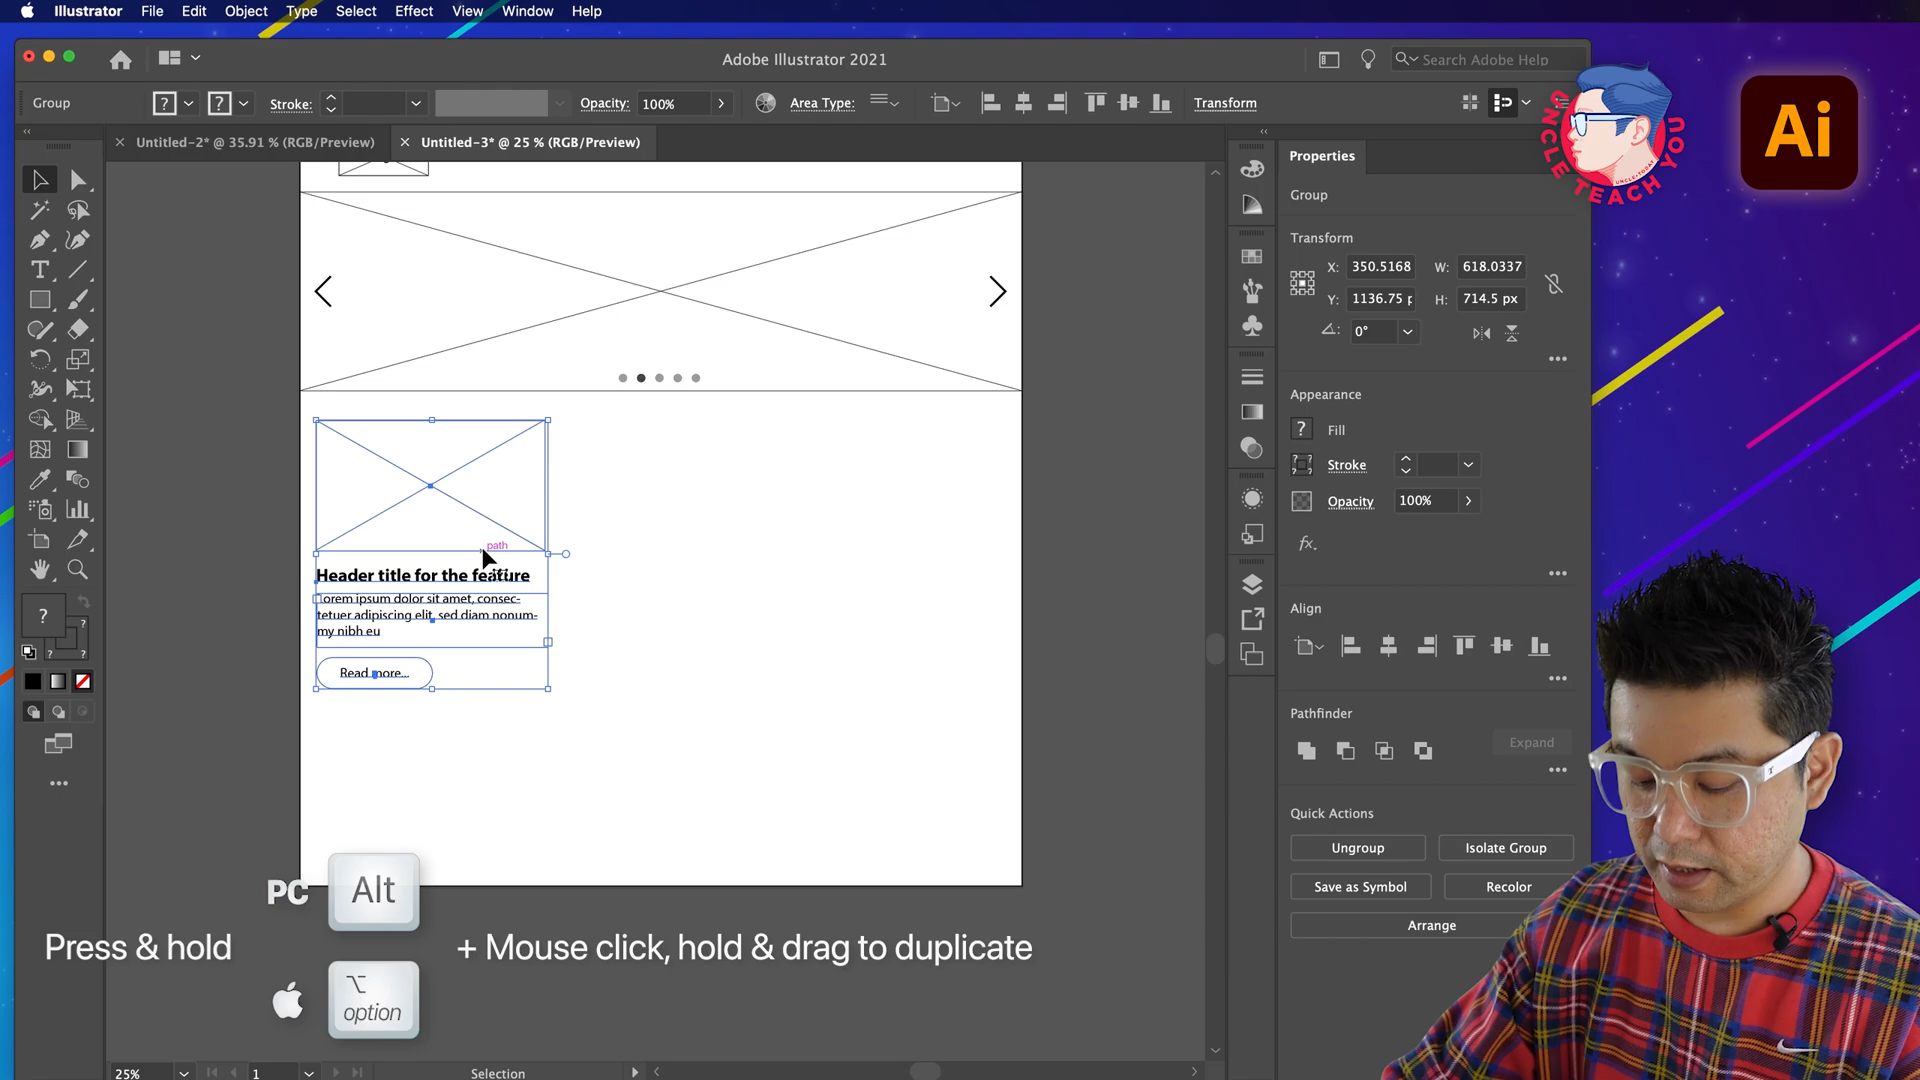 Illustrator File Edit Object Type Select Effect View Window Help
Adobe Illustrator 2021
Search Adobe Help
Group ? ? Stroke: Opacity: 100% Area Type: Transform
Untitled-2* @ 35.91 % (RGB/Preview)
Untitled-3* @ 25 % (RGB/Preview)
UNCLE TEACH YOU
UNCLE-TODAY
Ai
Properties
Group
Transform
X: 350.5168 W: 618.0337
Y: 1136.75 p H: 714.5 px
0°
Appearance
? Fill
Stroke
Opacity 100%
fx.
Align
Pathfinder
Expand
Quick Actions
Ungroup Isolate Group
Save as Symbol Recolor
Arrange
path
Header title for the feature
Lorem ipsum dolor sit amet, consec-
tetuer adipiscing elit, sed diam nonum-
my nibh eu
Read more...
PC Alt
Press & hold + Mouse click, hold & drag to duplicate
option
25% 1 Selection